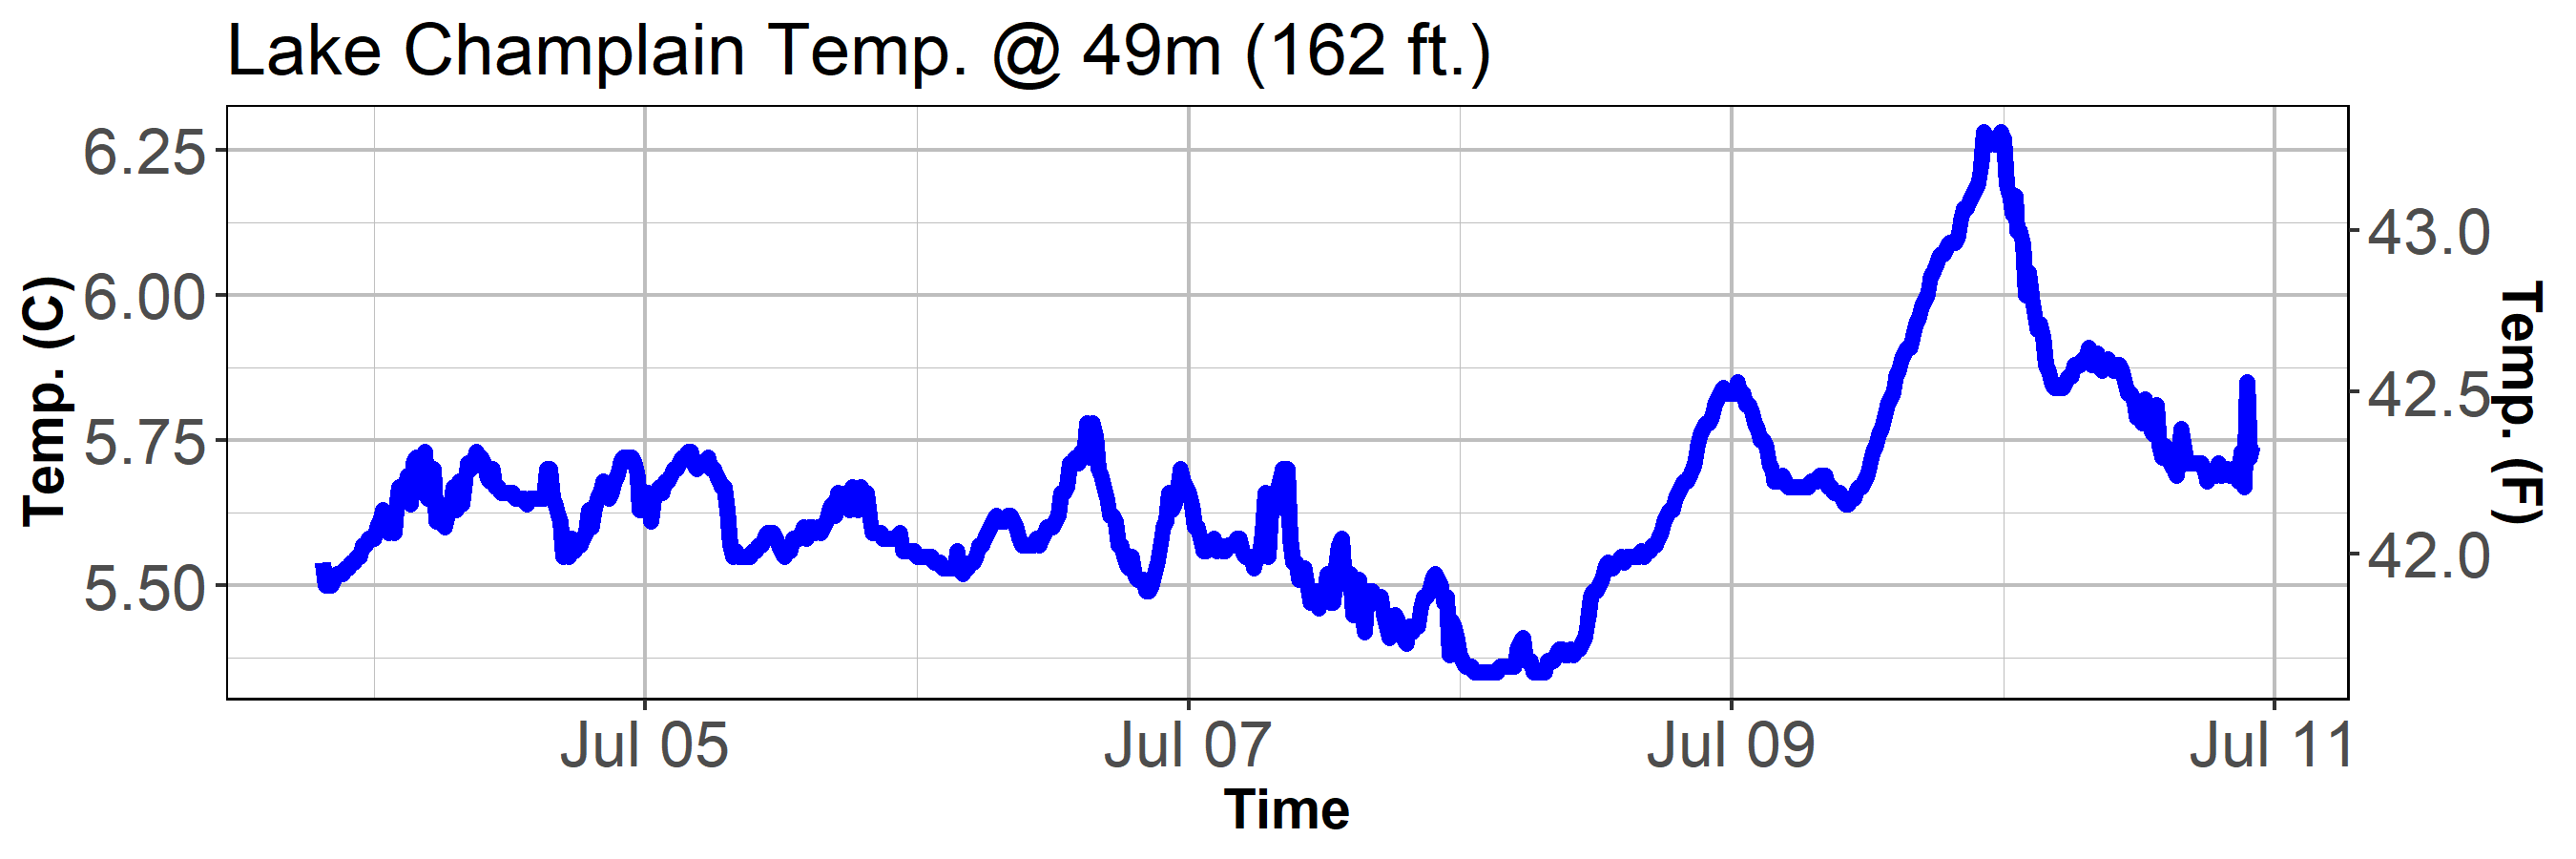 Lake Champlain Temp. @ 49m (162 ft.)
Temp. (C)
6.25
6.00
5.75
5.50
43.0
42.5
42.0
Temp. (F)
Jul 05 Jul 07 Jul 09 Jul 11
Time